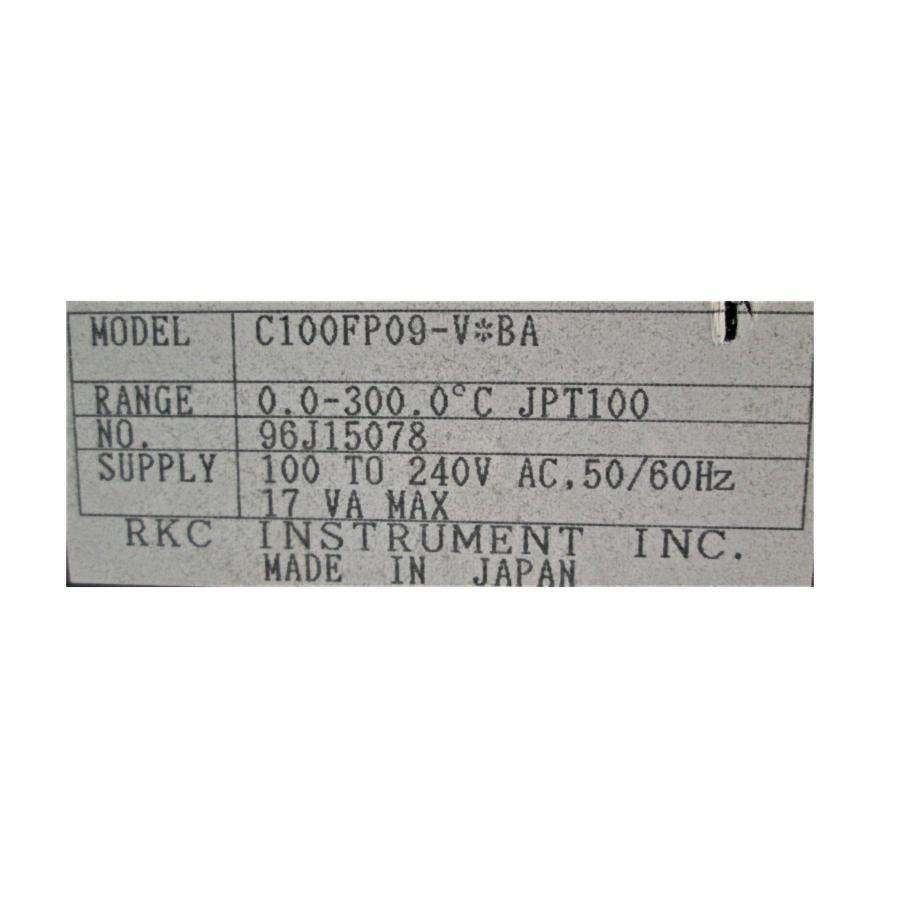 MODEL C100FP09-V*BA
RANGE 0.0-300.0°C JPT100
NO. 96J15078
SUPPLY 100 TO 240V AC,50/60Hz
17 VA MAX
RKC INSTRUMENT INC.
MADE IN JAPAN